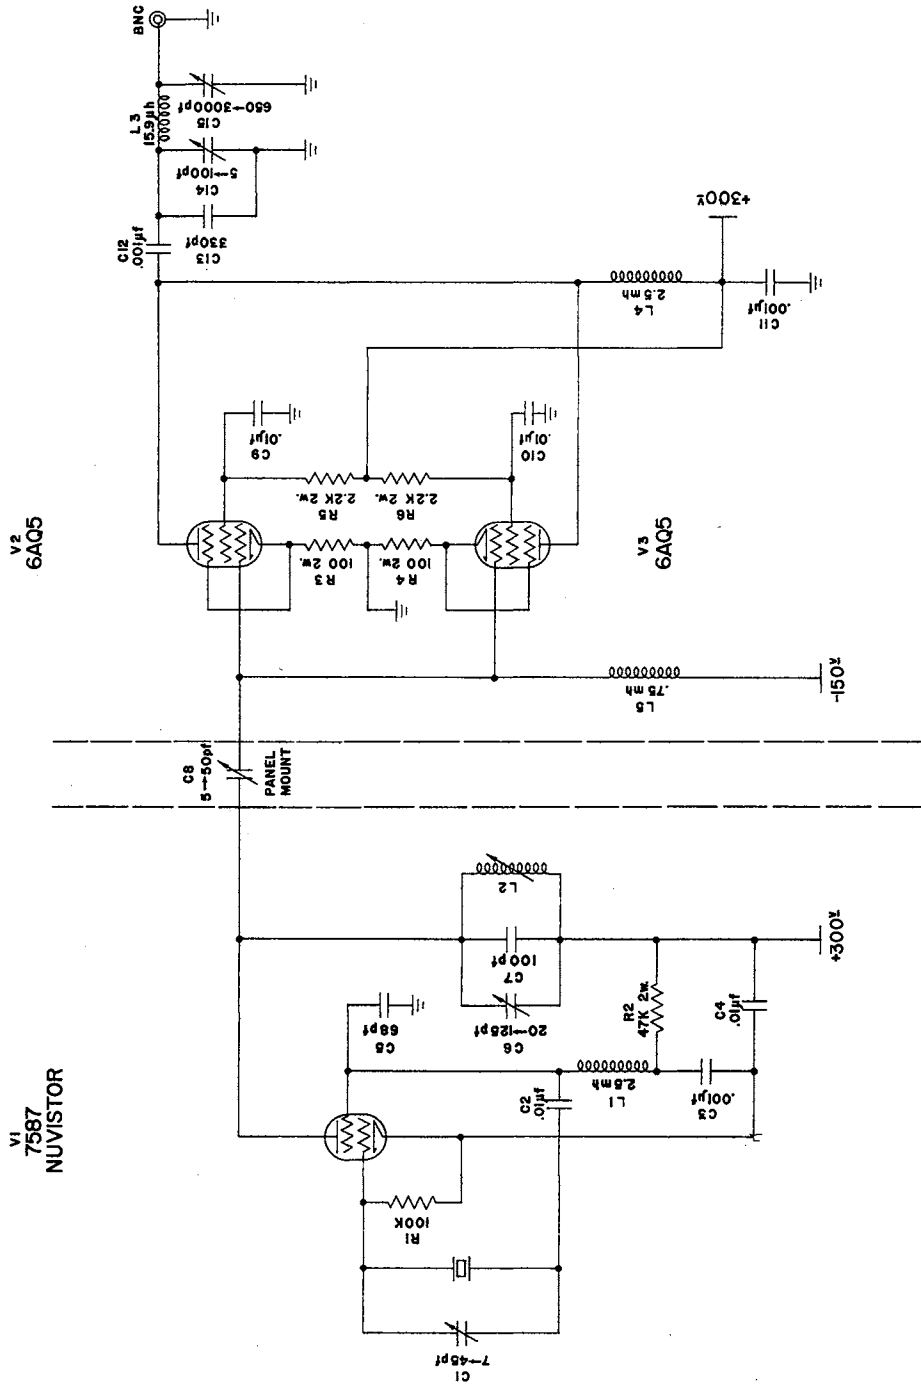 V1
7587
NUVISTOR
C1
7→45pf
R1
100K
C2
.01µf
C5
68pf
L1
2.5mh
C3
.001µf
R2
47K 2w.
C4
.01µf
C6
20→125pf
C7
100pf
L2
+300V
C8
5→50pf
PANEL
MOUNT
V2
6AQ5
V3
6AQ5
L5
.75 mh
-150V
R3
100 2w.
R4
100 2w.
R5
2.2K 2w.
R6
2.2K 2w.
C9
.01µf
C10
.01µf
L4
2.5mh
C11
.001µf
+300V
C12
.001µf
C13
330pf
C14
5→100pf
L3
15.9µh
C15
650→3000pf
BNC